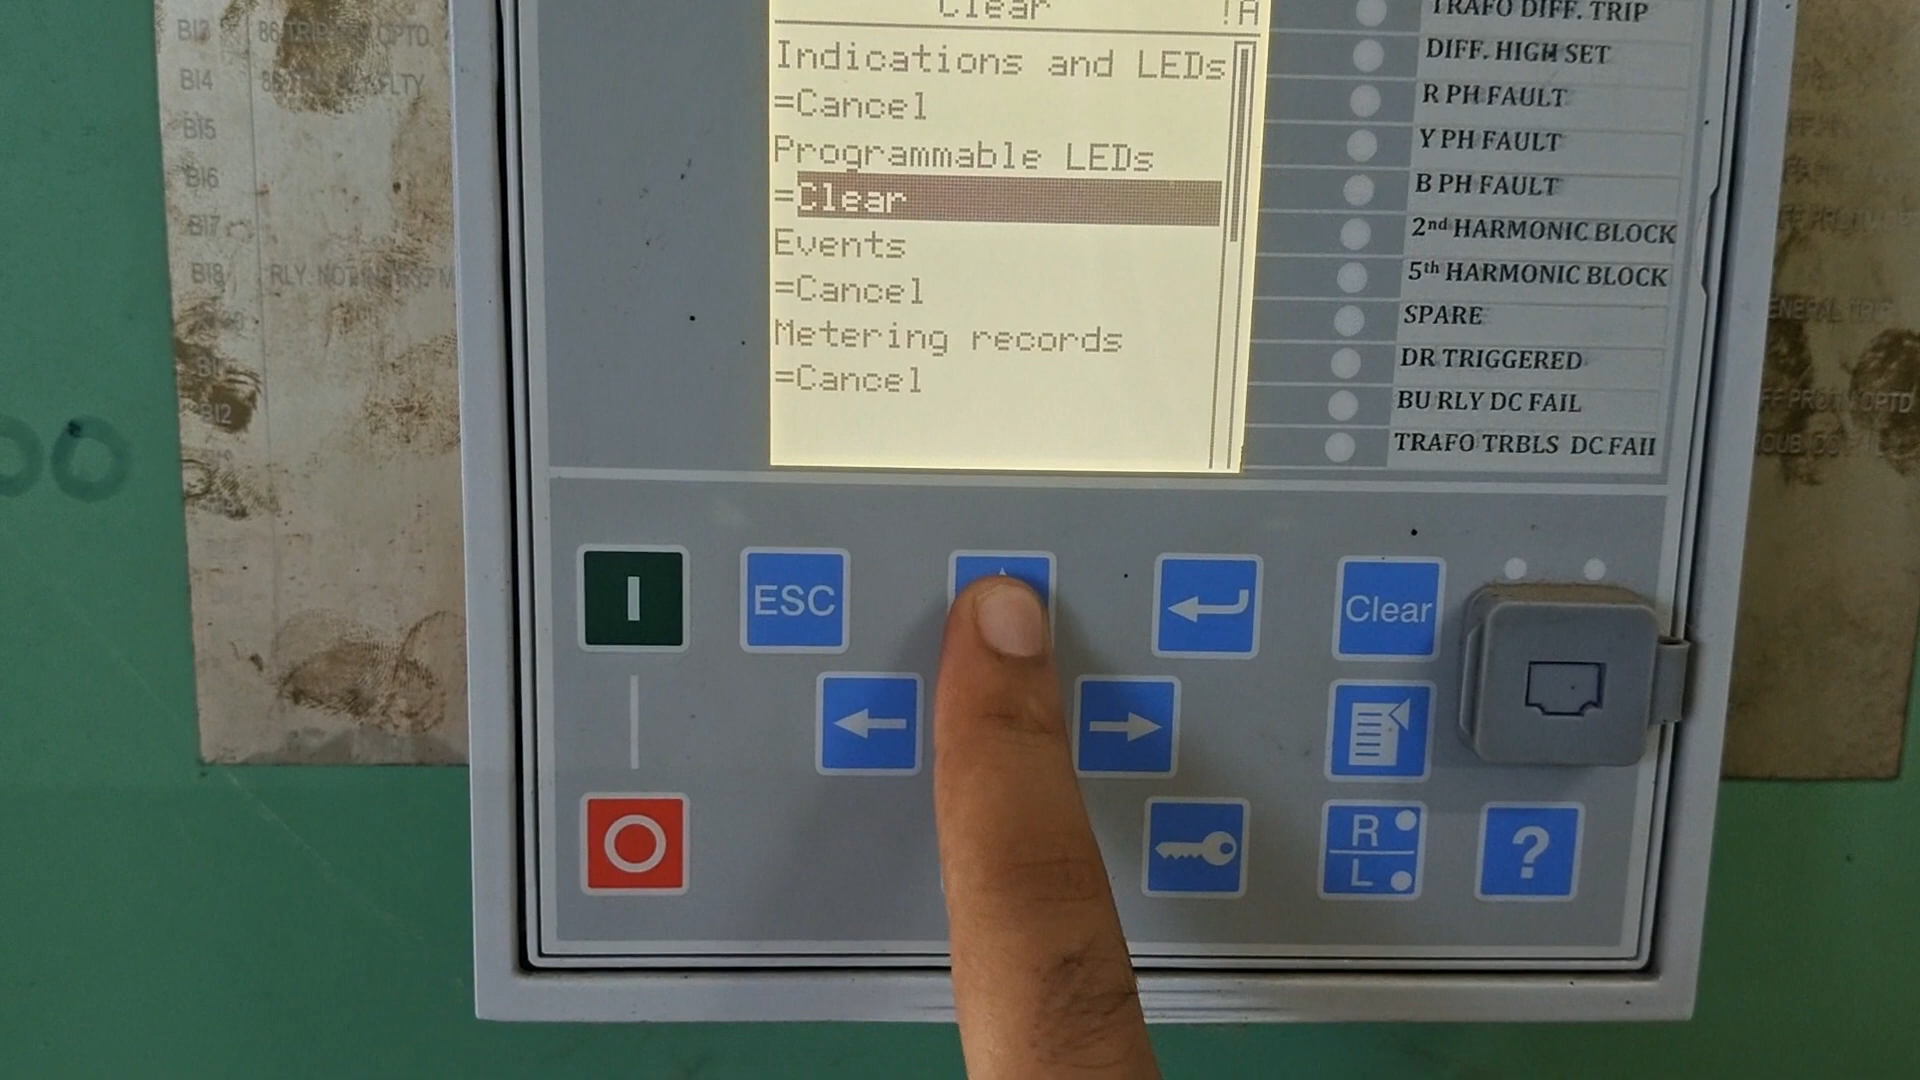 Clear !A
Indications and LEDs
=Cancel
Programmable LEDs
=Clear
Events
=Cancel
Metering records
=Cancel
TRAFO DIFF. TRIP
DIFF. HIGH SET
R PH FAULT
Y PH FAULT
B PH FAULT
2nd HARMONIC BLOCK
5th HARMONIC BLOCK
SPARE
DR TRIGGERED
BU RLY DC FAIL
TRAFO TRBLS DC FAIL
BI3
BI4
BI5
BI6
BI7
BI8
I
ESC
Clear
R
L
?